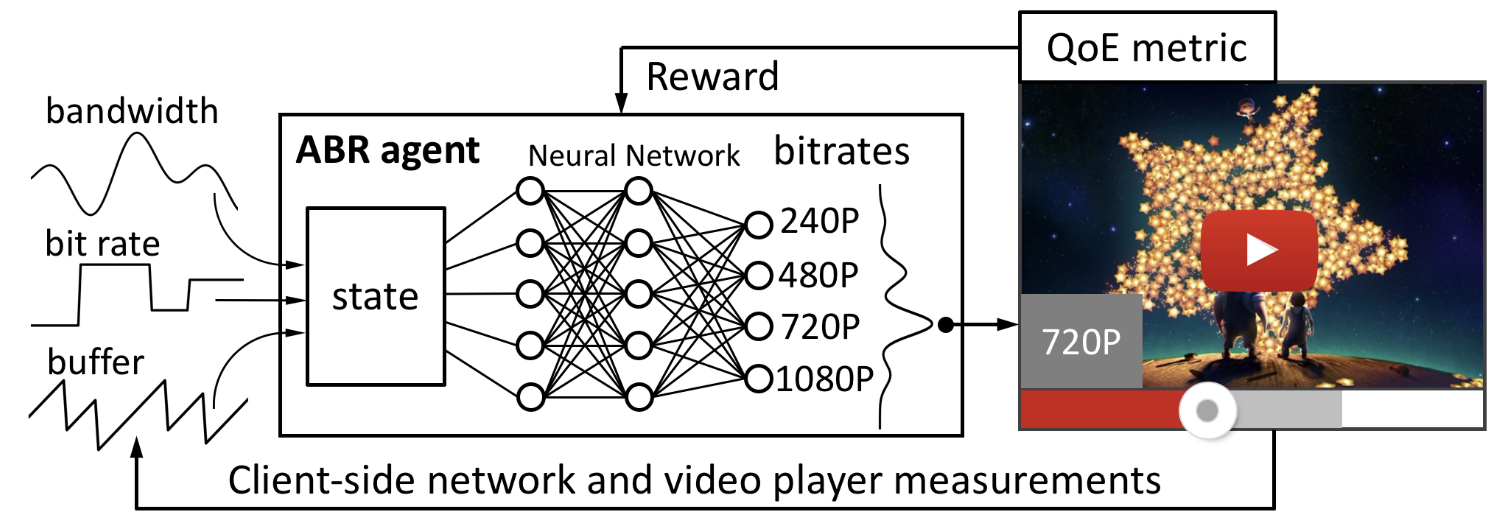 QoE metric
Reward
bandwidth
ABR agent
Neural Network
bitrates
240P
bit rate
480P
state
720P
720P
buffer
1080P
Client-side network and video player measurements